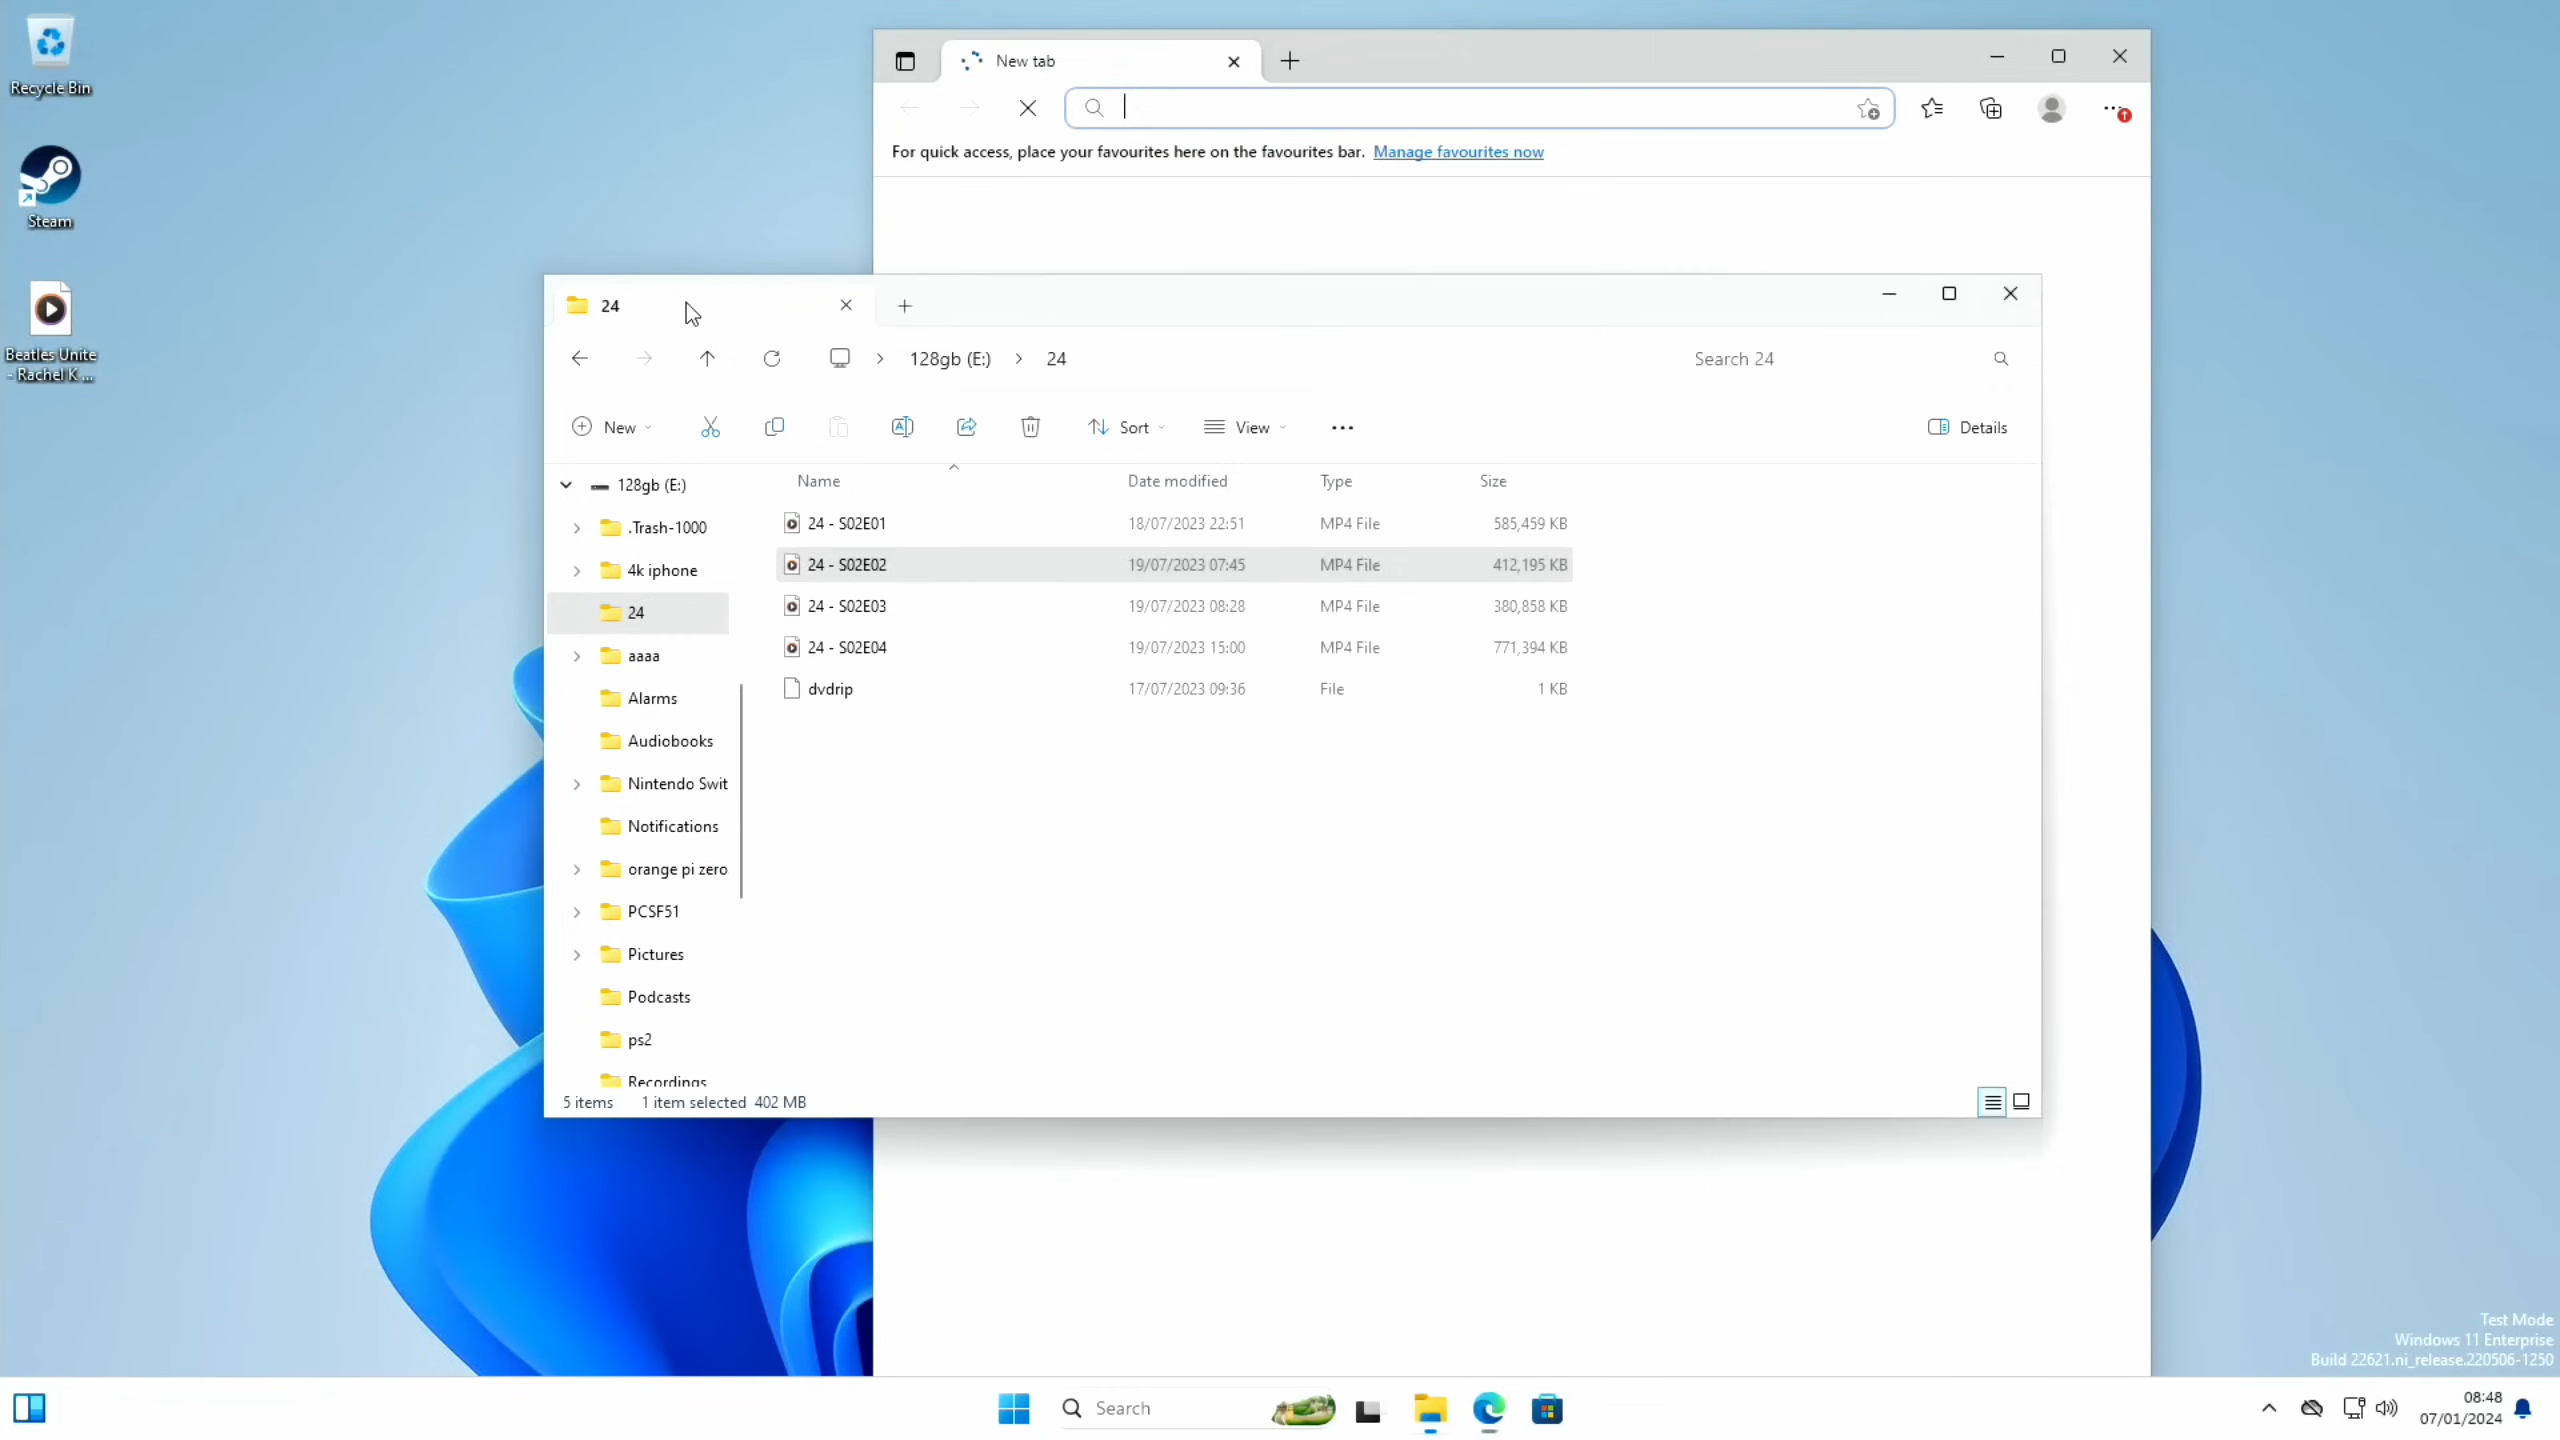 Recycle Bin
Steam
Beatles Unite
- Rachel K ...
New tab
For quick access, place your favourites here on the favourites bar. Manage favourites now
24
128gb (E:) > 24
Search 24
New
Sort
View
Details
128gb (E:)
.Trash-1000
4k iphone
24
aaaa
Alarms
Audiobooks
Nintendo Swit
Notifications
orange pi zero
PCSF51
Pictures
Podcasts
ps2
Recordings
Name Date modified Type Size
24 - S02E01 18/07/2023 22:51 MP4 File 585,459 KB
24 - S02E02 19/07/2023 07:45 MP4 File 412,195 KB
24 - S02E03 19/07/2023 08:28 MP4 File 380,858 KB
24 - S02E04 19/07/2023 15:00 MP4 File 771,394 KB
dvdrip 17/07/2023 09:36 File 1 KB
5 items 1 item selected 402 MB
Test Mode
Windows 11 Enterprise
Build 22621.ni_release.220506-1250
Search
08:48
07/01/2024